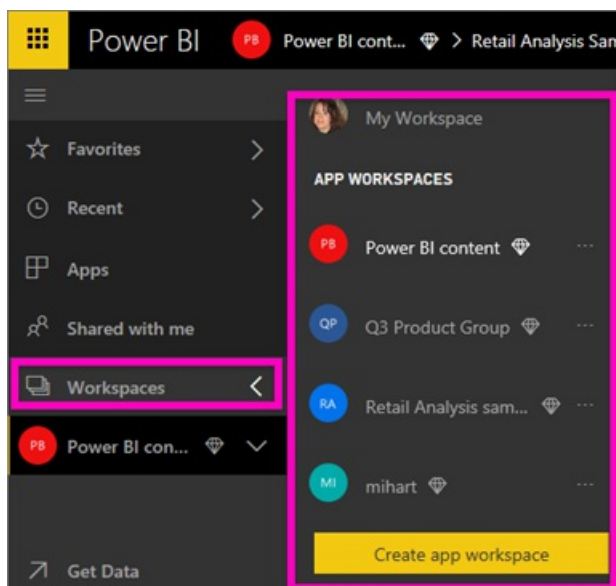 Power BI
PB
Power BI cont... > Retail Analysis Sam
Favorites
Recent
Apps
Shared with me
Workspaces
PB
Power BI con...
Get Data
My Workspace
APP WORKSPACES
PB
Power BI content
QP
Q3 Product Group
RA
Retail Analysis sam...
MI
mihart
Create app workspace